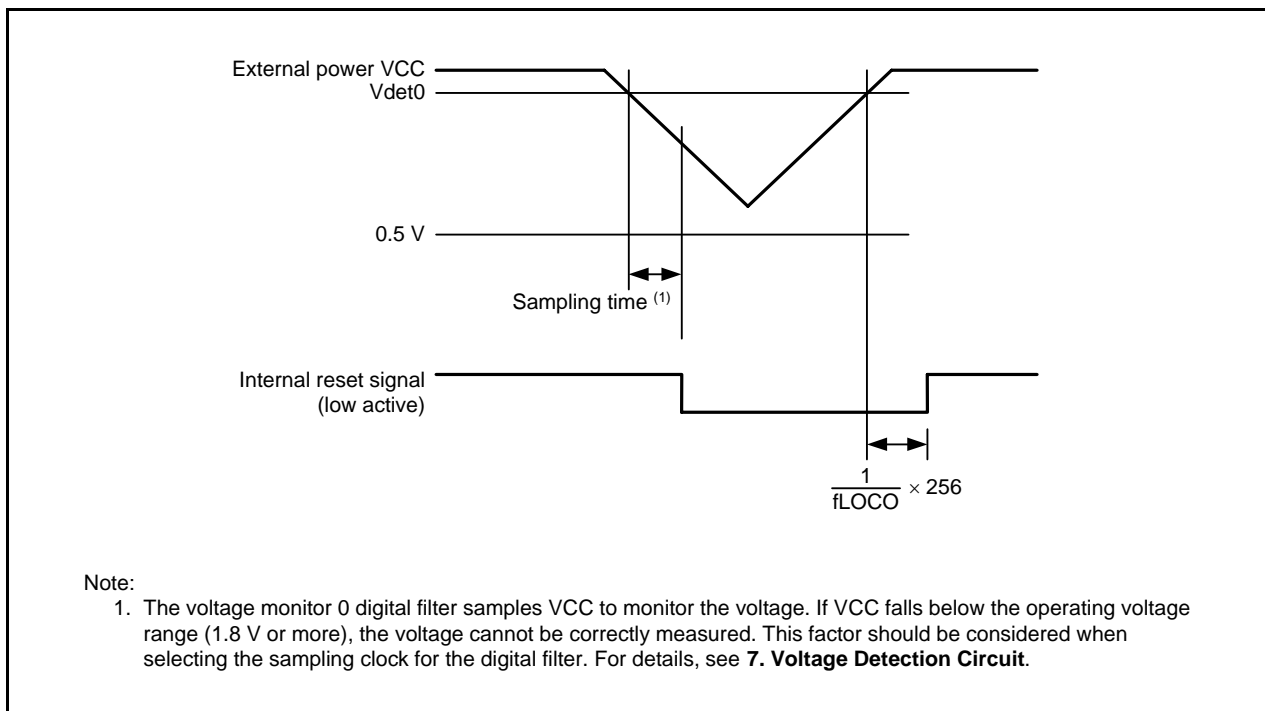 External power VCC
Vdet0
0.5 V
Sampling time (1)
Internal reset signal
(low active)
1
fLOCO × 256
Note:
1. The voltage monitor 0 digital filter samples VCC to monitor the voltage. If VCC falls below the operating voltage
range (1.8 V or more), the voltage cannot be correctly measured. This factor should be considered when
selecting the sampling clock for the digital filter. For details, see 7. Voltage Detection Circuit.